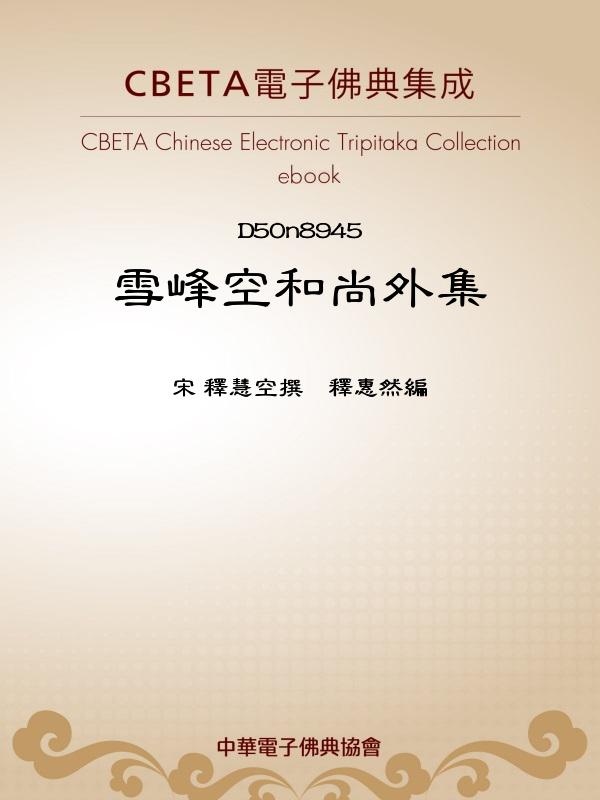 CBETA電子佛典集成
CBETA Chinese Electronic Tripitaka Collection
ebook
D50n8945
雪峰空和尚外集
宋 釋慧空撰　釋惠然編
中華電子佛典協會